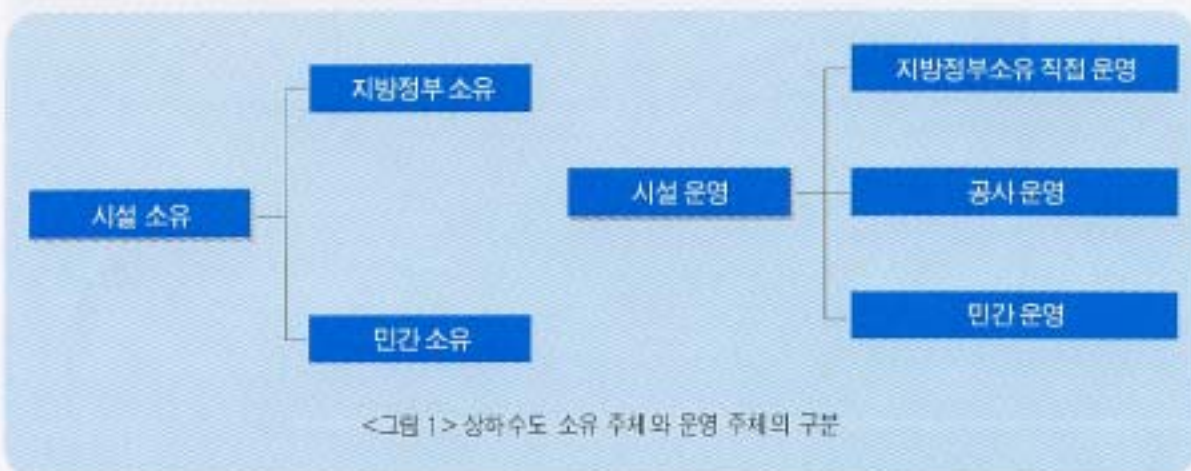 시설 소유
지방정부 소유
민간 소유
시설 운영
지방정부소유 직접 운영
공사 운영
민간 운영
<그림 1> 상하수도 소유 주체와 운영 주체의 구분